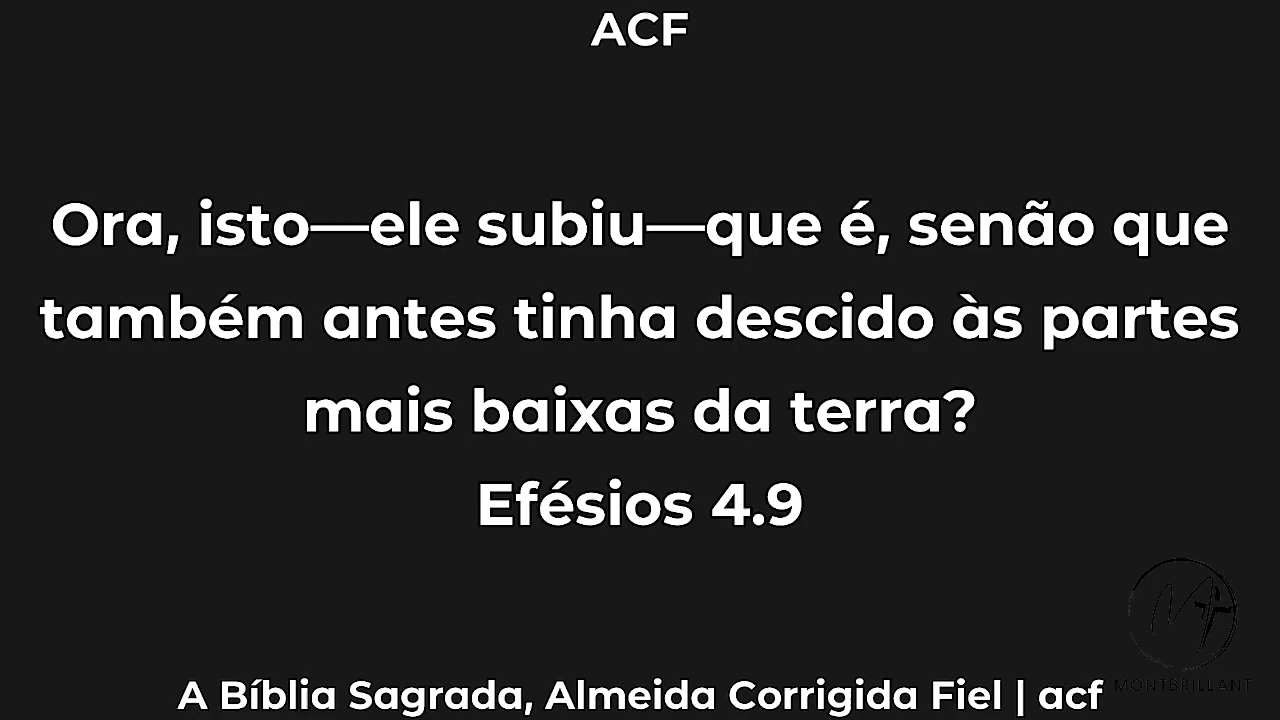 ACF
Ora, isto—ele subiu—que é, senão que
também antes tinha descido às partes
mais baixas da terra?
Efésios 4.9
A Bíblia Sagrada, Almeida Corrigida Fiel | acf
MONTBRILLANT